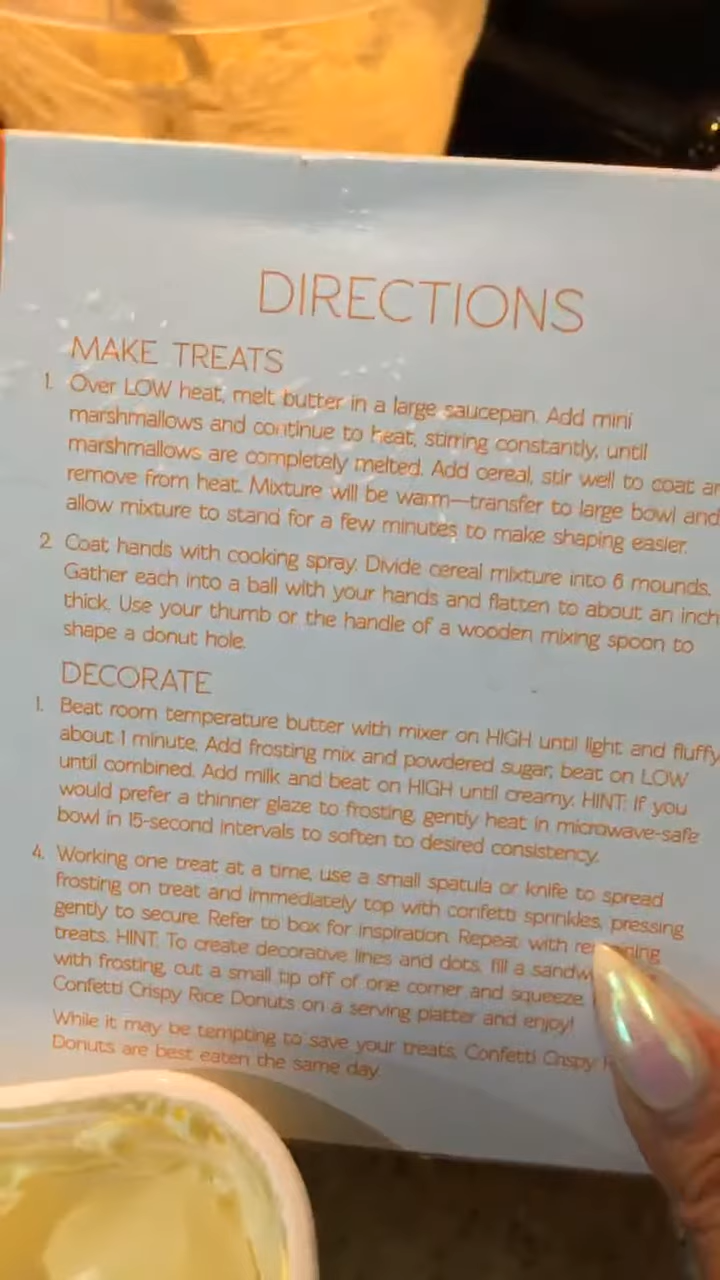 DIRECTIONS
MAKE TREATS
1. Over LOW heat, melt butter in a large saucepan. Add mini
marshmallows and continue to heat, stirring constantly, until
marshmallows are completely melted. Add cereal, stir well to coat
remove from heat. Mixture will be warm—transfer to large bowl and
allow mixture to stand for a few minutes to make shaping easier.
2. Coat hands with cooking spray. Divide cereal mixture into 6 mounds.
Gather each into a ball with your hands and flatten to about an inch
thick. Use your thumb or the handle of a wooden mixing spoon to
shape a donut hole.
DECORATE
1. Beat room temperature butter with mixer on HIGH until light and fluffy
about 1 minute. Add frosting mix and powdered sugar, beat on LOW
until combined. Add milk and beat on HIGH until creamy. HINT: If you
would prefer a thinner glaze to frosting, gently heat in microwave-safe
bowl in 15-second intervals to soften to desired consistency.
4. Working one treat at a time, use a small spatula or knife to spread
frosting on treat and immediately top with confetti sprinkles, pressing
gently to secure. Refer to box for inspiration. Repeat with
treats. HINT: To create decorative lines and dots, fill a
with frosting, cut a small tip off of one corner and squeeze.
Confetti Crispy Rice Donuts on a serving platter and enjoy!
While it may be tempting to save your treats, Confetti Crispy
Donuts are best eaten the same day.